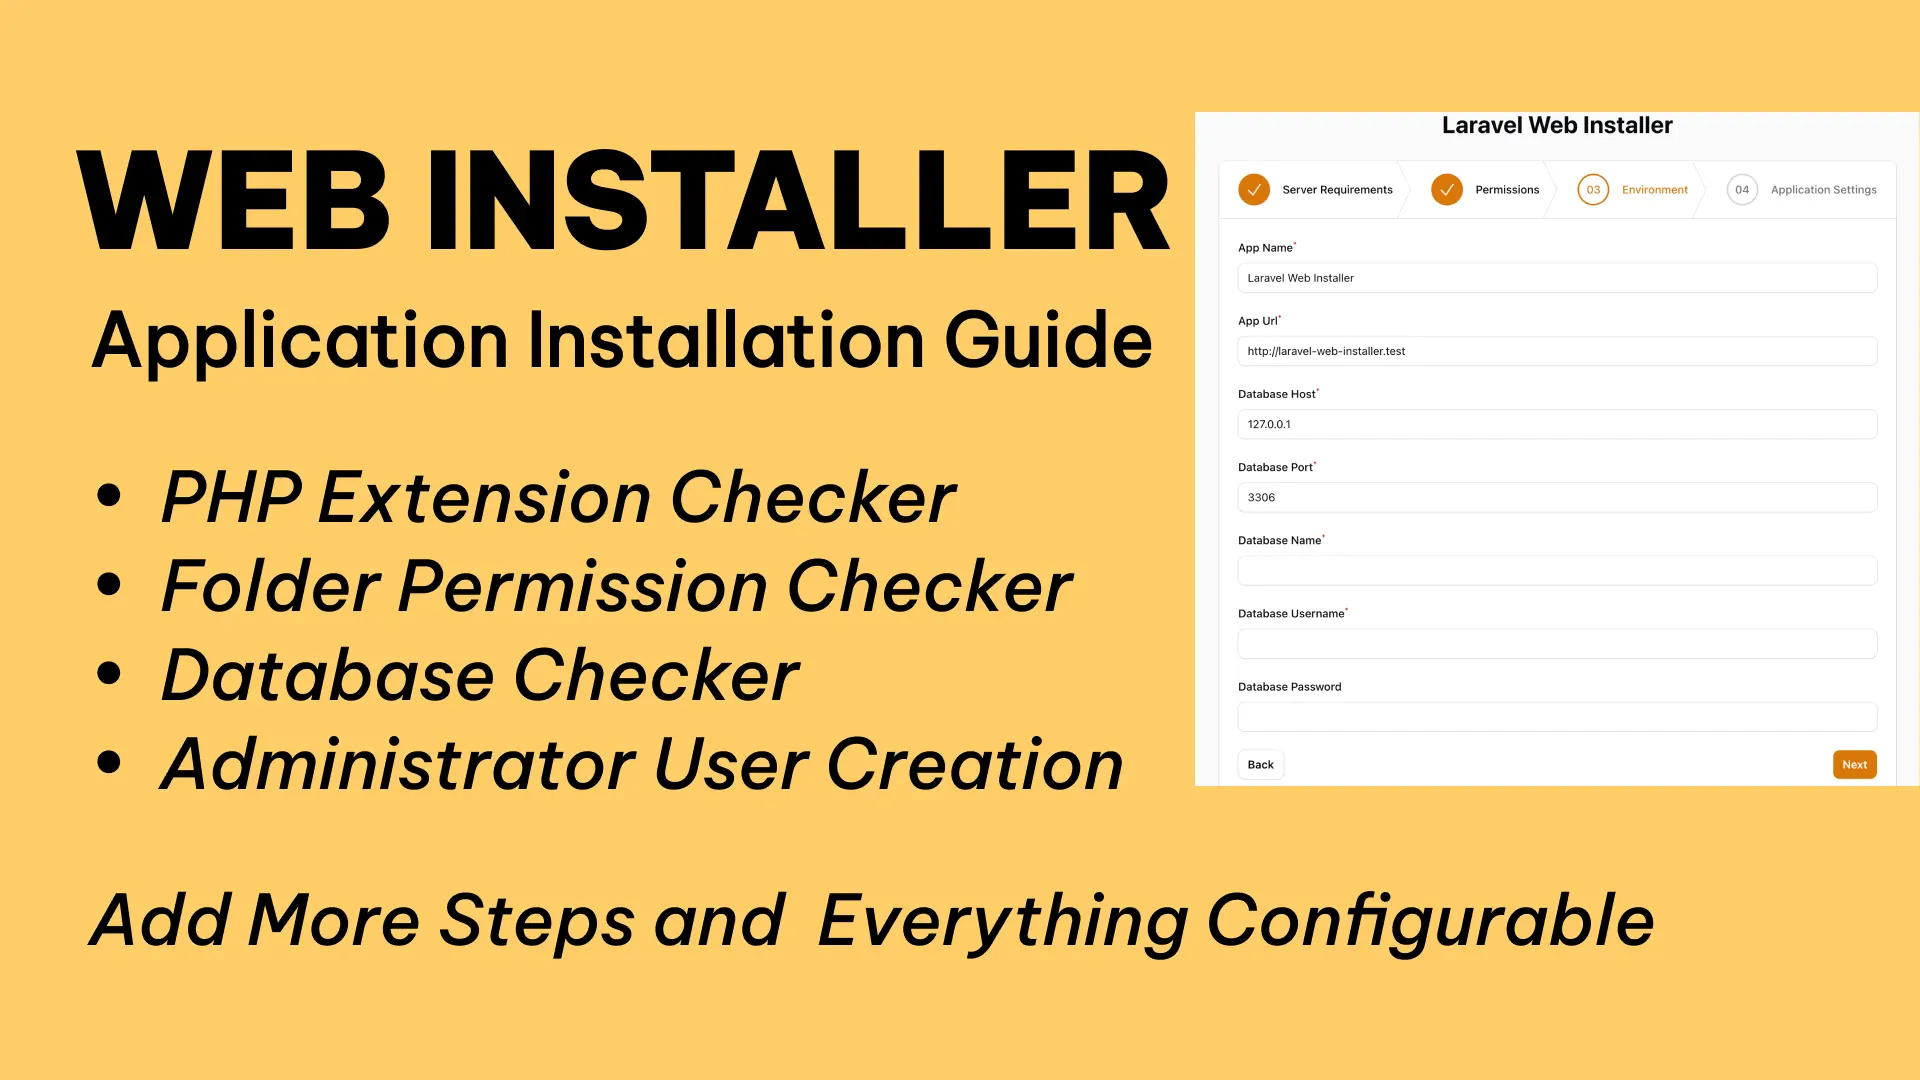 WEB INSTALLER
Application Installation Guide
• PHP Extension Checker
• Folder Permission Checker
• Database Checker
• Administrator User Creation
Add More Steps and Everything Configurable
Laravel Web Installer
Server Requirements
Permissions
03 Environment
04 Application Settings
App Name*
Laravel Web Installer
App Url*
http://laravel-web-installer.test
Database Host*
127.0.0.1
Database Port*
3306
Database Name*
Database Username*
Database Password
Back
Next